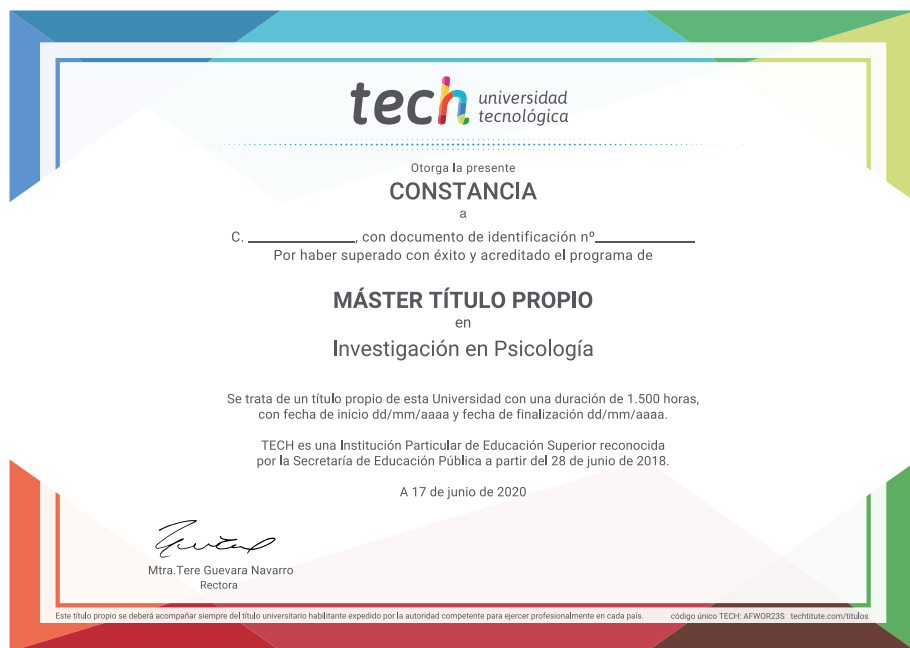 tech universidad
tecnológica
Otorga la presente
CONSTANCIA
a
C. ______________, con documento de identificación nº_____________
Por haber superado con éxito y acreditado el programa de
MÁSTER TÍTULO PROPIO
en
Investigación en Psicología
Se trata de un título propio de esta Universidad con una duración de 1.500 horas,
con fecha de inicio dd/mm/aaaa y fecha de finalización dd/mm/aaaa.
TECH es una Institución Particular de Educación Superior reconocida
por la Secretaría de Educación Pública a partir del 28 de junio de 2018.
A 17 de junio de 2020
Mtra.Tere Guevara Navarro
Rectora
Este título propio se deberá acompañar siempre del título universitario habilitante expedido por la autoridad competente para ejercer profesionalmente en cada país. código único TECH: AFWOR23S techtitute.com/titulos